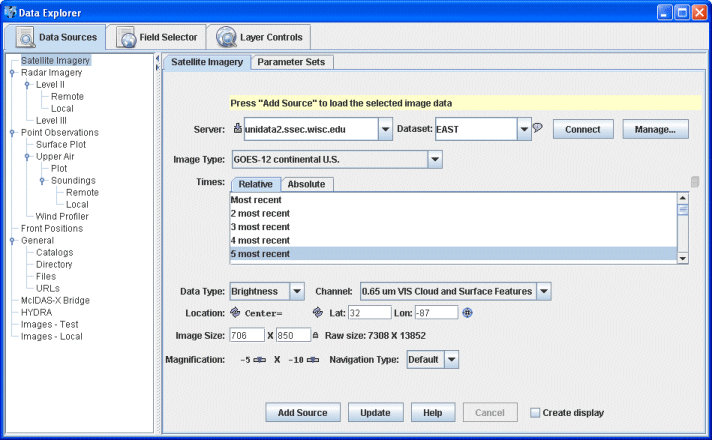 Data Explorer
Data Sources Field Selector Layer Controls
Satellite Imagery
Radar Imagery
Level II
Remote
Local
Level III
Point Observations
Surface Plot
Upper Air
Plot
Soundings
Remote
Local
Wind Profiler
Front Positions
General
Catalogs
Directory
Files
URLs
McIDAS-X Bridge
HYDRA
Images - Test
Images - Local
Satellite Imagery Parameter Sets
Press "Add Source" to load the selected image data
Server: unidata2.ssec.wisc.edu Dataset: EAST Connect Manage...
Image Type: GOES-12 continental U.S.
Times: Relative Absolute
Most recent
2 most recent
3 most recent
4 most recent
5 most recent
Data Type: Brightness Channel: 0.65 um VIS Cloud and Surface Features
Location: Center= Lat: 32 Lon: -87
Image Size: 706 X 850 Raw size: 7308 X 13852
Magnification: -5 X -10 Navigation Type: Default
Add Source Update Help Cancel Create display